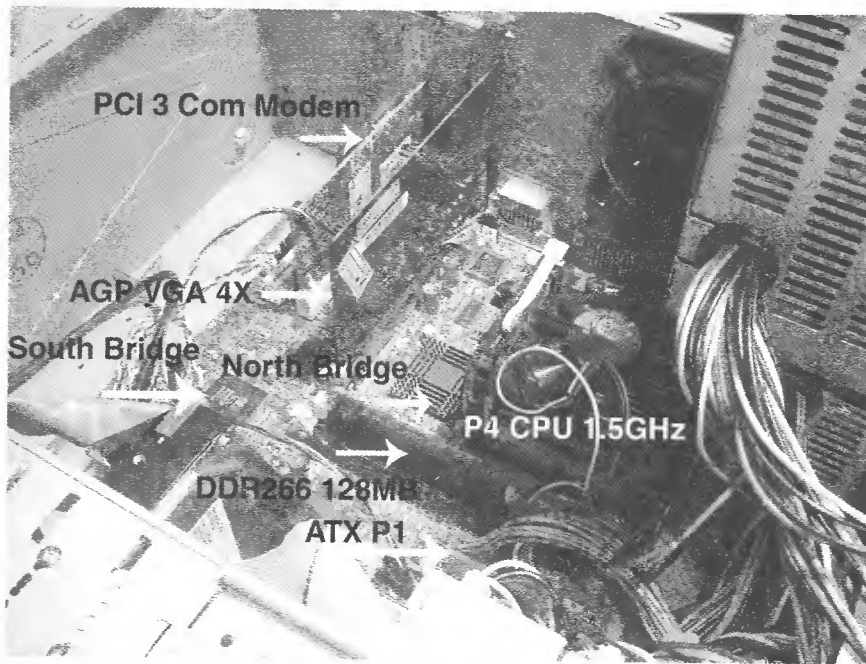 PCI 3 Com Modem
AGP VGA 4X
South Bridge
North Bridge
P4 CPU 1.5GHz
DDR266 128MB
ATX P1